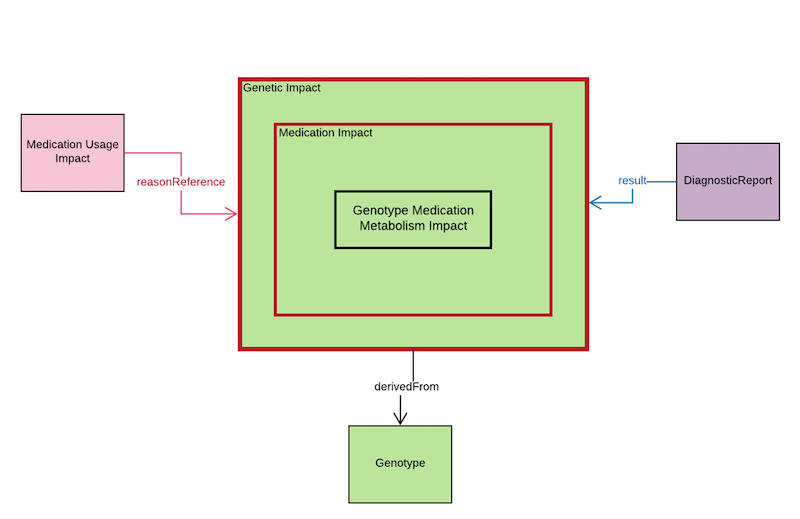 Genetic Impact
Medication Impact
Medication Usage
Impact
reasonReference
result
DiagnosticReport
Genotype Medication
Metabolism Impact
derivedFrom
Genotype